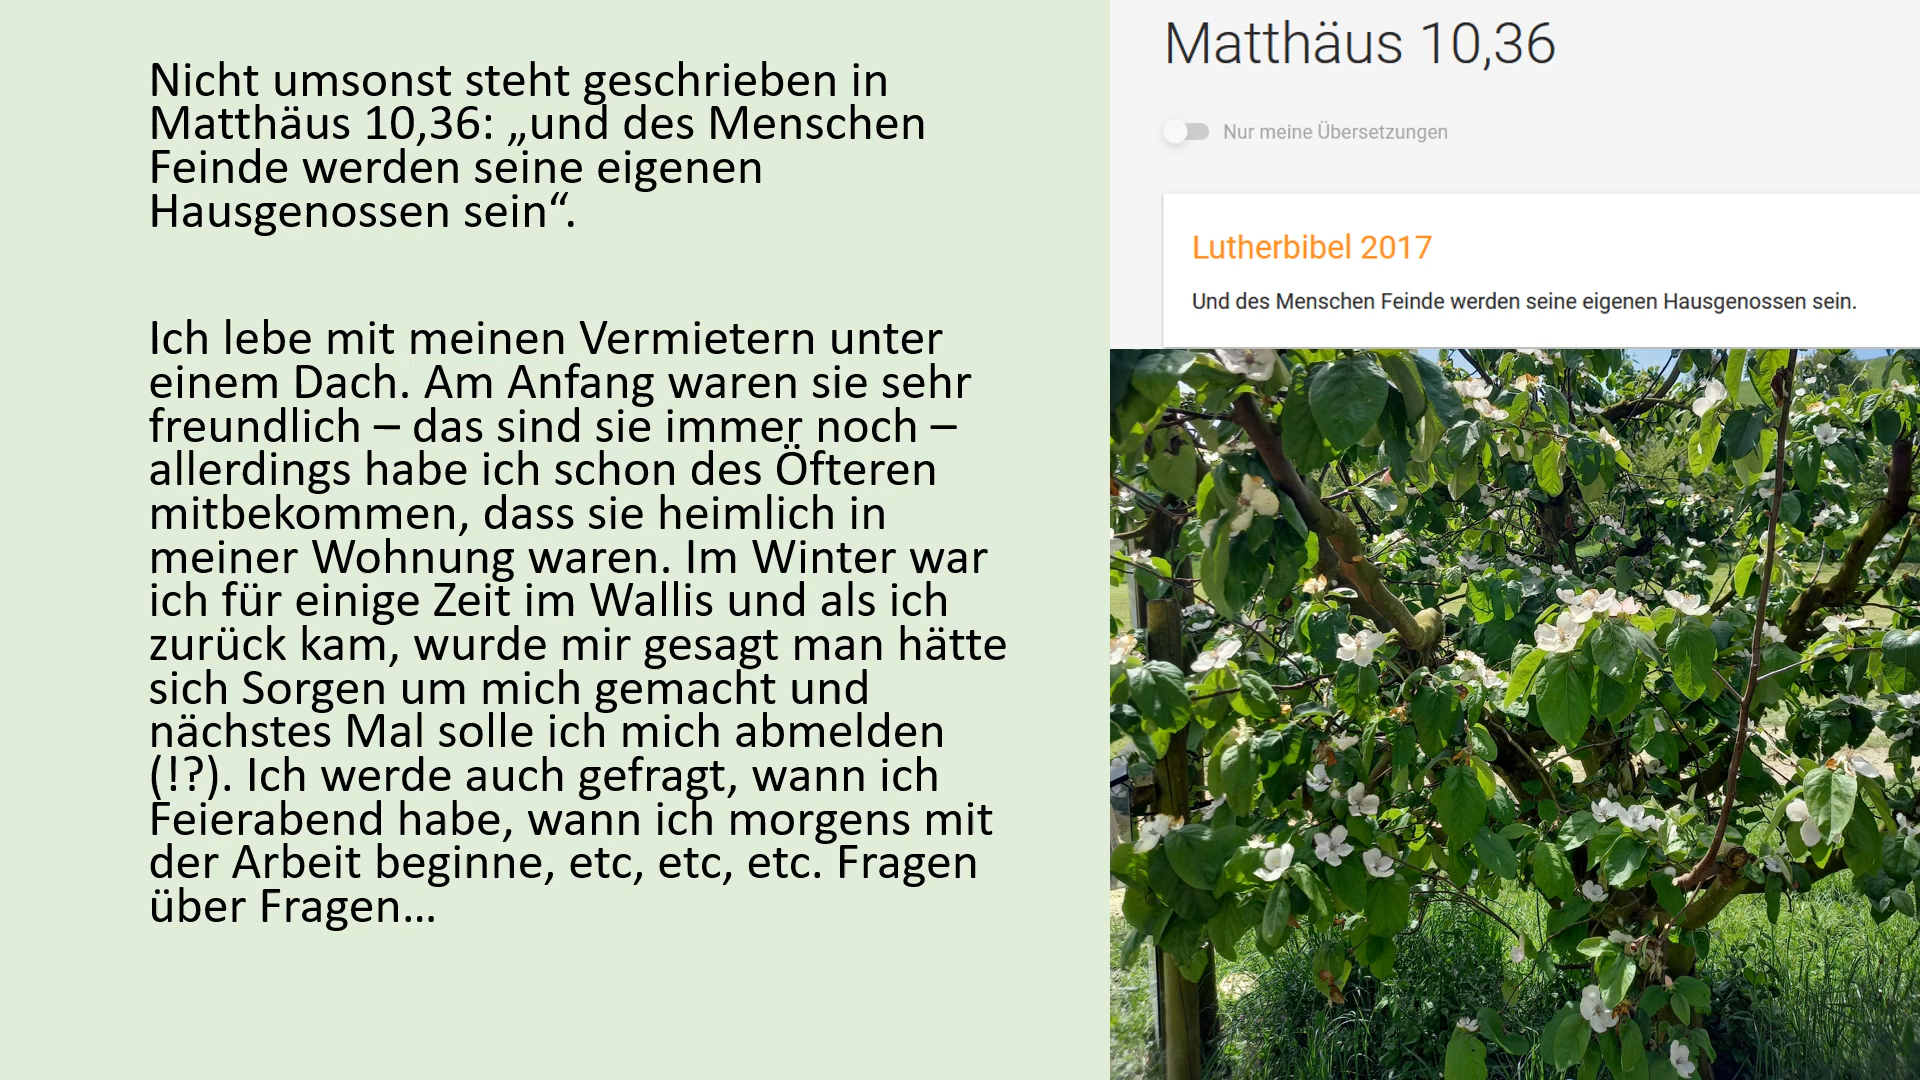 Nicht umsonst steht geschrieben in
Matthäus 10,36: „und des Menschen
Feinde werden seine eigenen
Hausgenossen sein“.
Ich lebe mit meinen Vermietern unter
einem Dach. Am Anfang waren sie sehr
freundlich – das sind sie immer noch –
allerdings habe ich schon des Öfteren
mitbekommen, dass sie heimlich in
meiner Wohnung waren. Im Winter war
ich für einige Zeit im Wallis und als ich
zurück kam, wurde mir gesagt man hätte
sich Sorgen um mich gemacht und
nächstes Mal solle ich mich abmelden
(!?). Ich werde auch gefragt, wann ich
Feierabend habe, wann ich morgens mit
der Arbeit beginne, etc, etc, etc. Fragen
über Fragen…
Matthäus 10,36
Nur meine Übersetzungen
Lutherbibel 2017
Und des Menschen Feinde werden seine eigenen Hausgenossen sein.